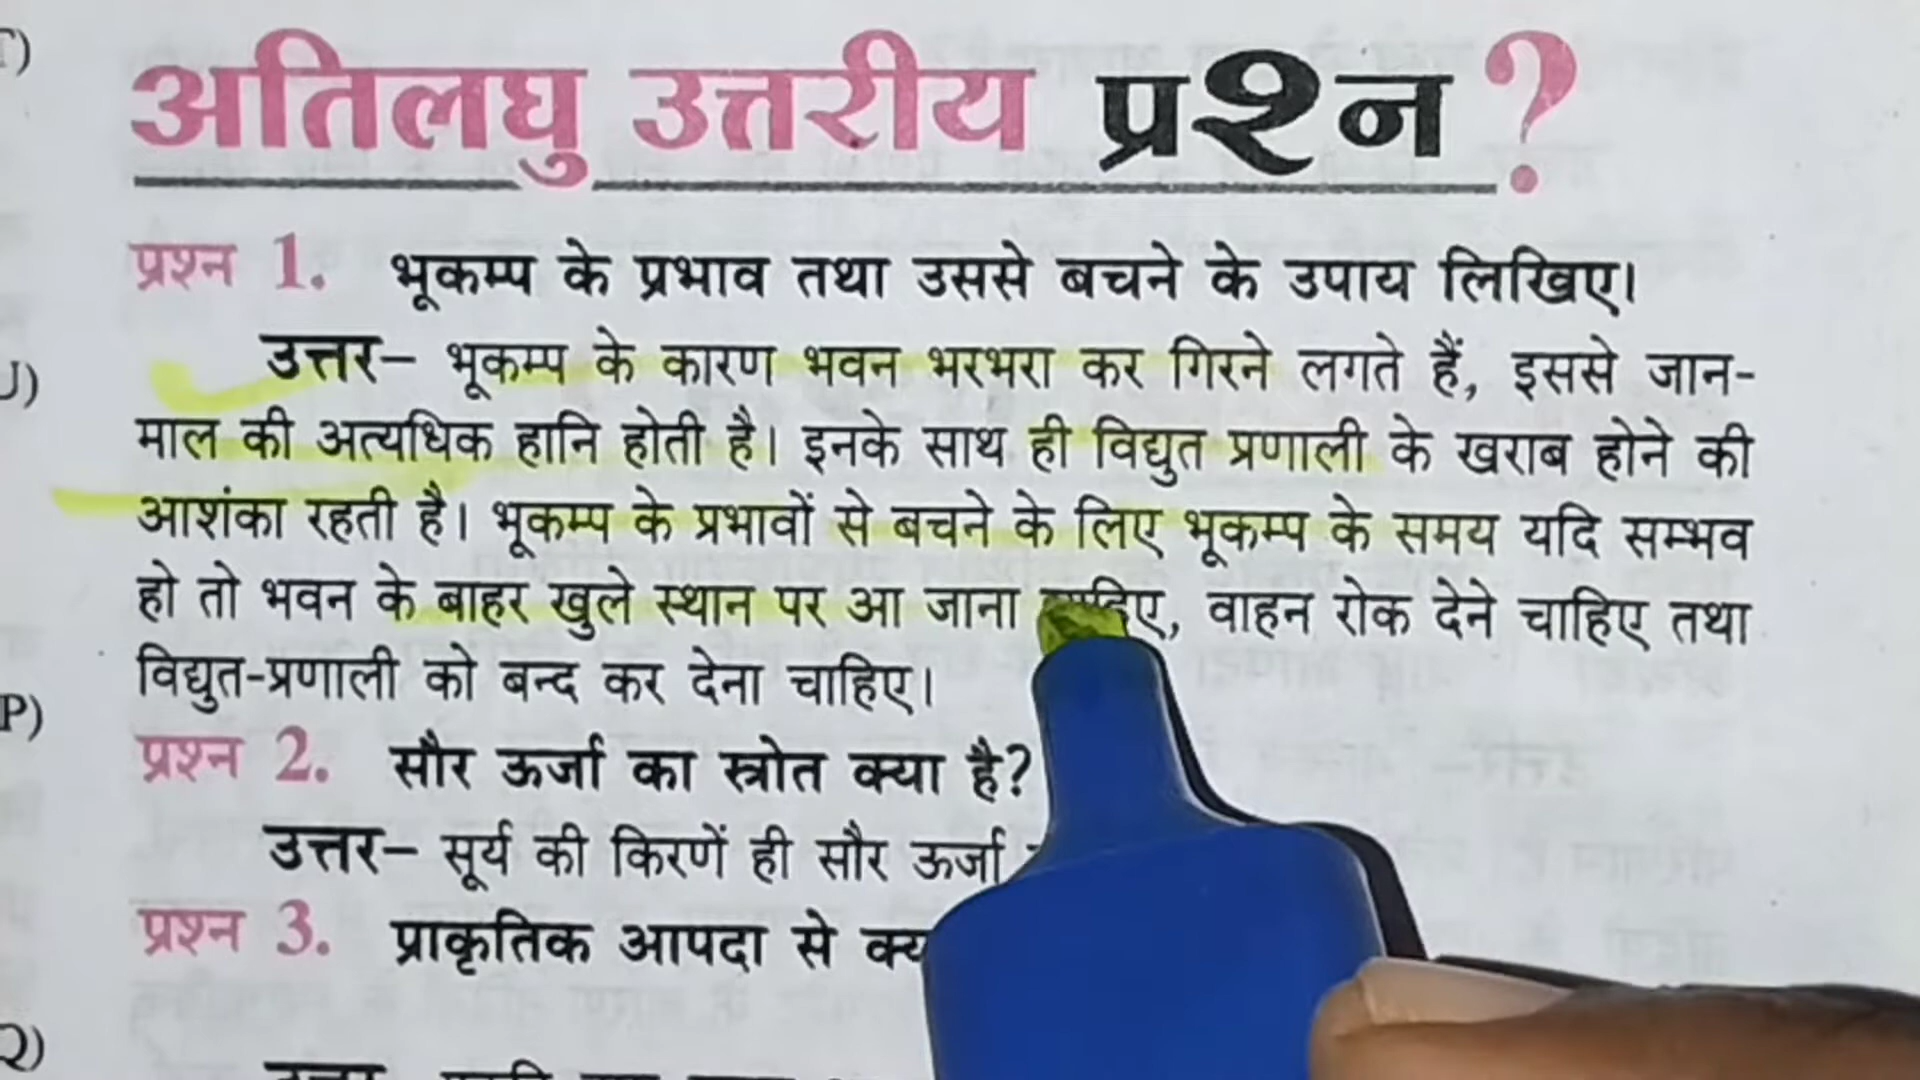 अतिलघु उत्तरीय प्रश्न ?
प्रश्न 1. भूकम्प के प्रभाव तथा उससे बचने के उपाय लिखिए।
उत्तर– भूकम्प के कारण भवन भरभरा कर गिरने लगते हैं, इससे जान-
U)
माल की अत्यधिक हानि होती है। इनके साथ ही विद्युत प्रणाली के खराब होने की
आशंका रहती है। भूकम्प के प्रभावों से बचने के लिए भूकम्प के समय यदि सम्भव
हो तो भवन के बाहर खुले स्थान पर आ जाना वाहन रोक देने चाहिए तथा
विद्युत-प्रणाली को बन्द कर देना चाहिए।
P)
प्रश्न 2. सौर ऊर्जा का स्त्रोत क्या है?
उत्तर– सूर्य की किरणें ही सौर ऊर्जा
प्रश्न 3. प्राकृतिक आपदा से
Q)